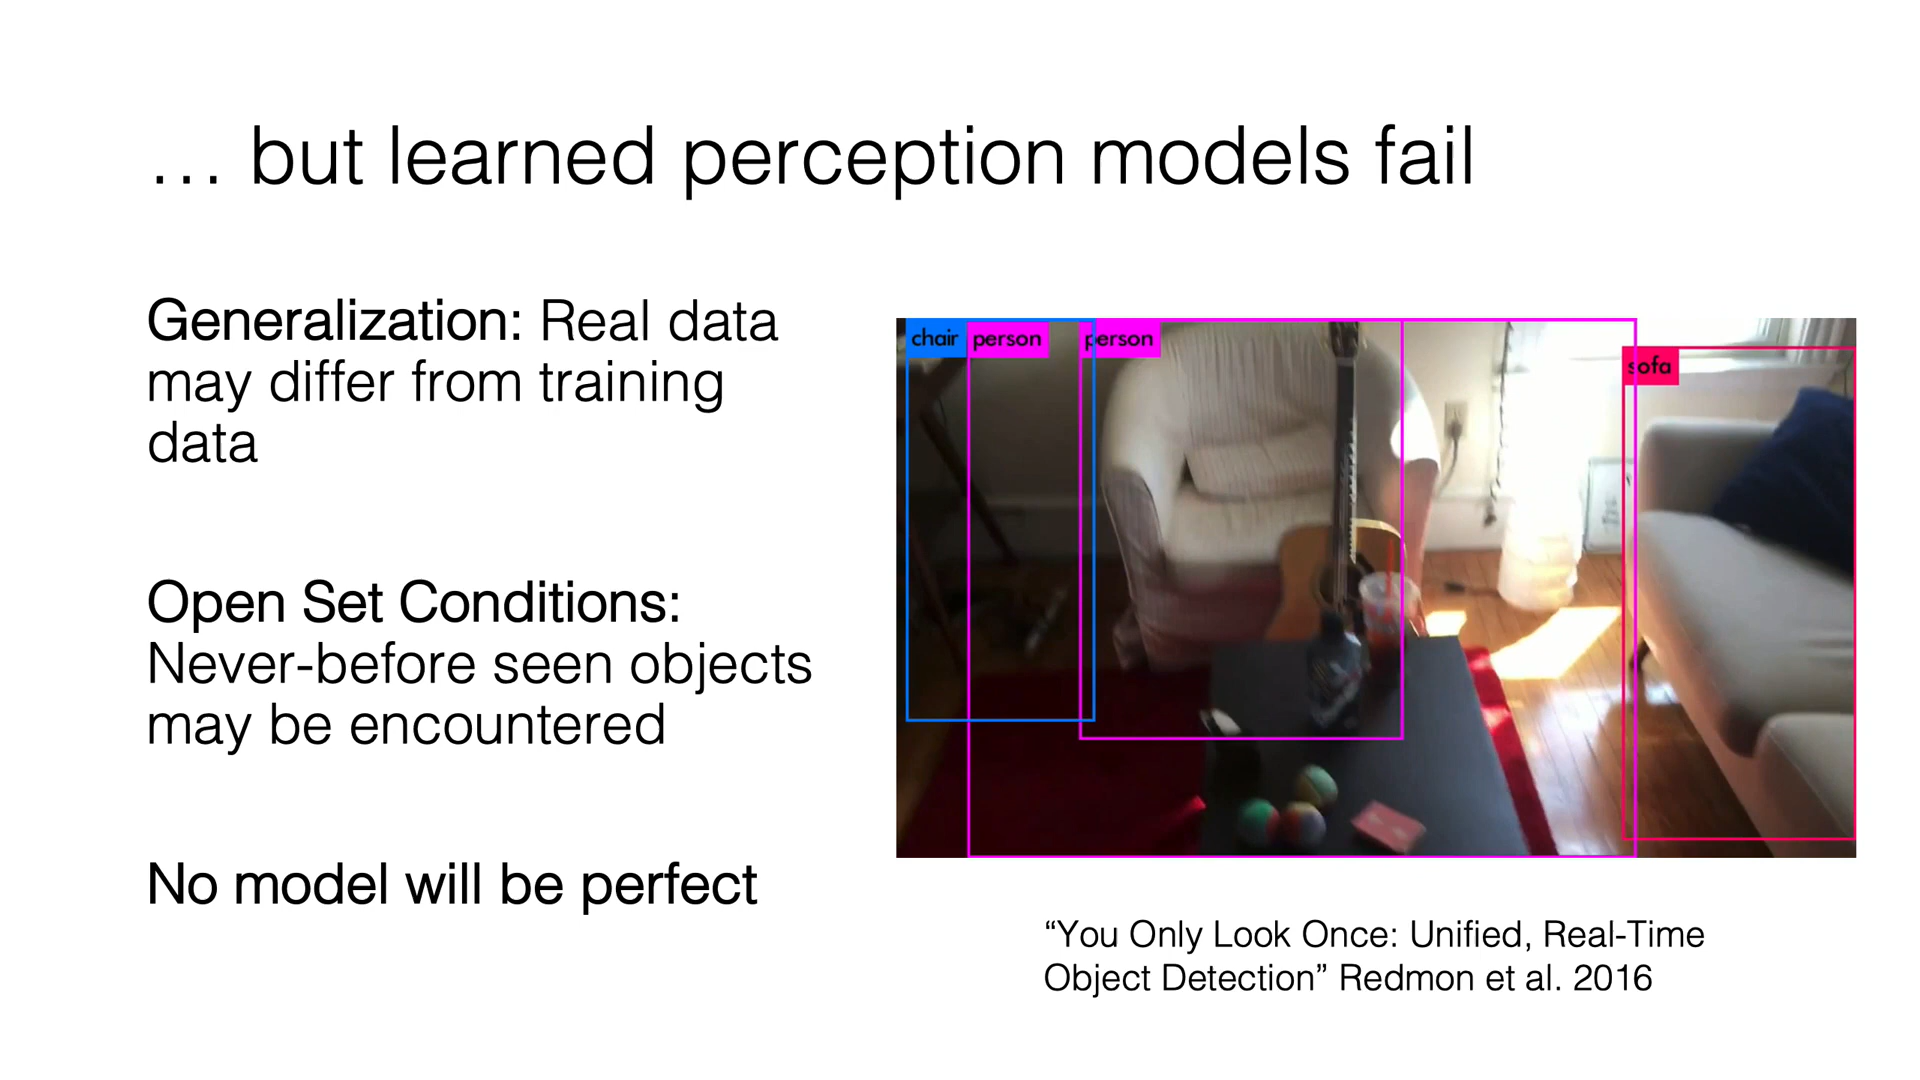 … but learned perception models fail
Generalization: Real data
may differ from training
data
Open Set Conditions:
Never-before seen objects
may be encountered
No model will be perfect
chair
person
person
sofa
“You Only Look Once: Unified, Real-Time
Object Detection” Redmon et al. 2016